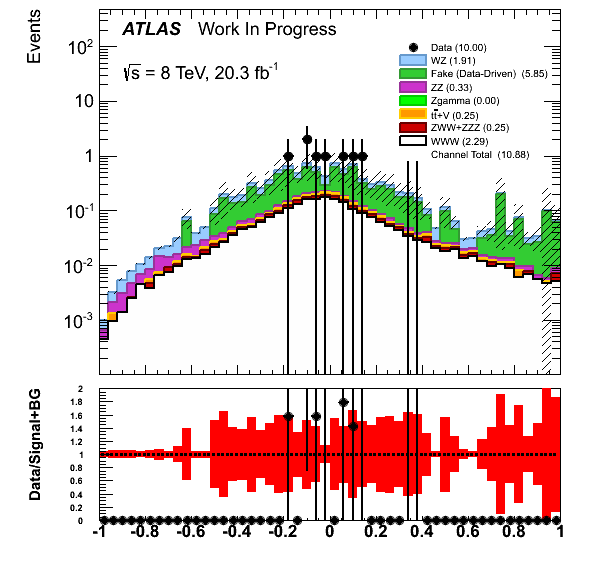 ATLAS Work In Progress
√s = 8 TeV, 20.3 fb⁻¹
Events
10²
10
1
10⁻¹
10⁻²
10⁻³
Data (10.00)
WZ (1.91)
Fake (Data-Driven) (5.85)
ZZ (0.33)
Zgamma (0.00)
tt̄+V (0.25)
ZWW+ZZZ (0.25)
WWW (2.29)
Channel Total (10.88)
Data/Signal+BG
2
1.8
1.6
1.4
1.2
1
0.8
0.6
0.4
0.2
0
-1 -0.8 -0.6 -0.4 -0.2 0 0.2 0.4 0.6 0.8 1